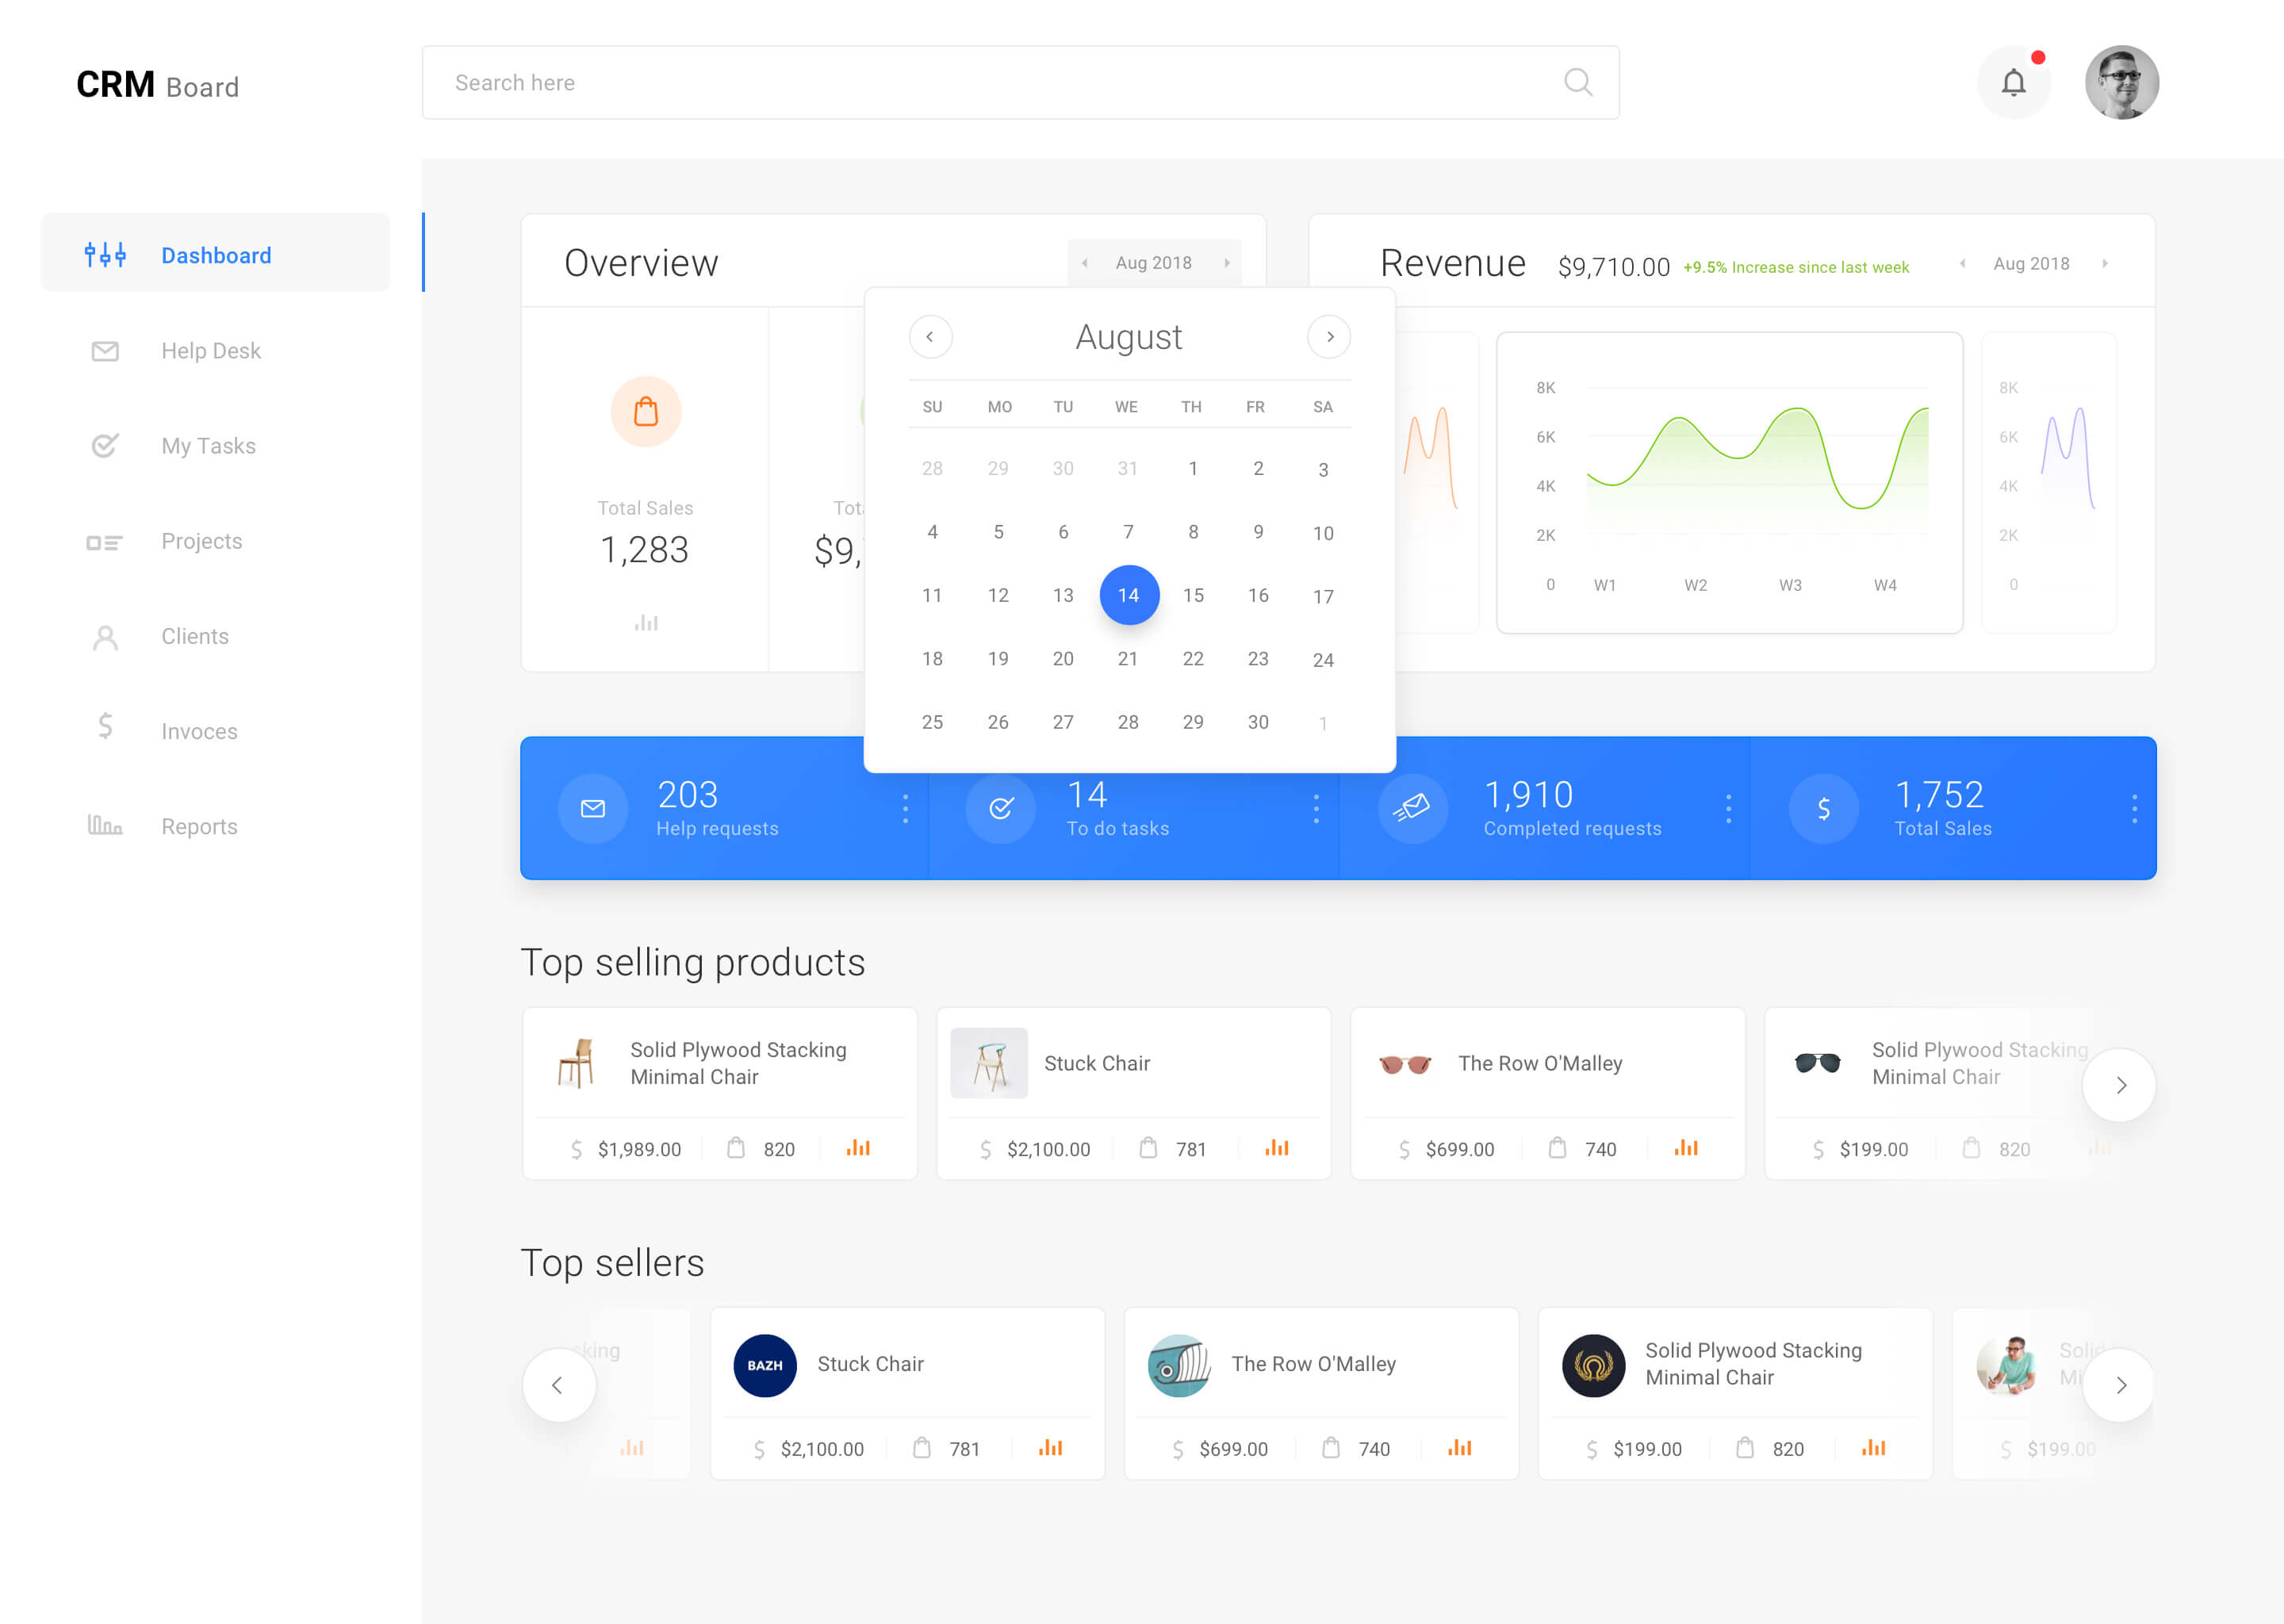 CRM Board
Search here
Dashboard
Help Desk
My Tasks
Projects
Clients
Invoces
Reports
Overview
Aug 2018
Total Sales
1,283
$9,
August
SU MO TU WE TH FR SA
28 29 30 31 1 2 3
4 5 6 7 8 9 10
11 12 13 14 15 16 17
18 19 20 21 22 23 24
25 26 27 28 29 30 1
Revenue $9,710.00 +9.5% Increase since last week
Aug 2018
8K
6K
4K
2K
0
W1 W2 W3 W4
8K
6K
4K
2K
0
203
Help requests
14
To do tasks
1,910
Completed requests
1,752
Total Sales
Top selling products
Solid Plywood Stacking
Minimal Chair
$ $1,989.00 820
Stuck Chair
$ $2,100.00 781
The Row O'Malley
$ $699.00 740
Solid Plywood Stacking
Minimal Chair
$ $199.00 820
Top sellers
king
BAZH
Stuck Chair
$ $2,100.00 781
The Row O'Malley
$ $699.00 740
Solid Plywood Stacking
Minimal Chair
$ $199.00 820
Solid
$ $199.00